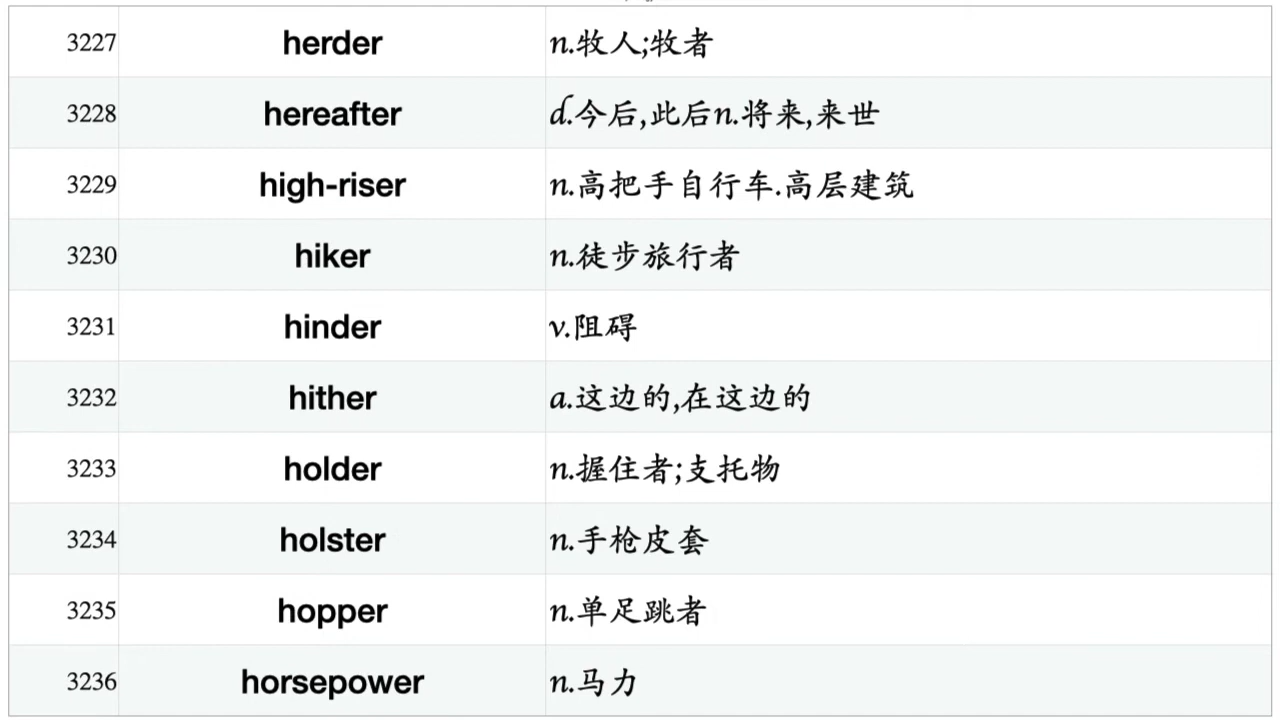 3227 herder n.牧人;牧者
3228 hereafter d.今后,此后n.将来,来世
3229 high-riser n.高把手自行车.高层建筑
3230 hiker n.徒步旅行者
3231 hinder v.阻碍
3232 hither a.这边的,在这边的
3233 holder n.握住者;支托物
3234 holster n.手枪皮套
3235 hopper n.单足跳者
3236 horsepower n.马力